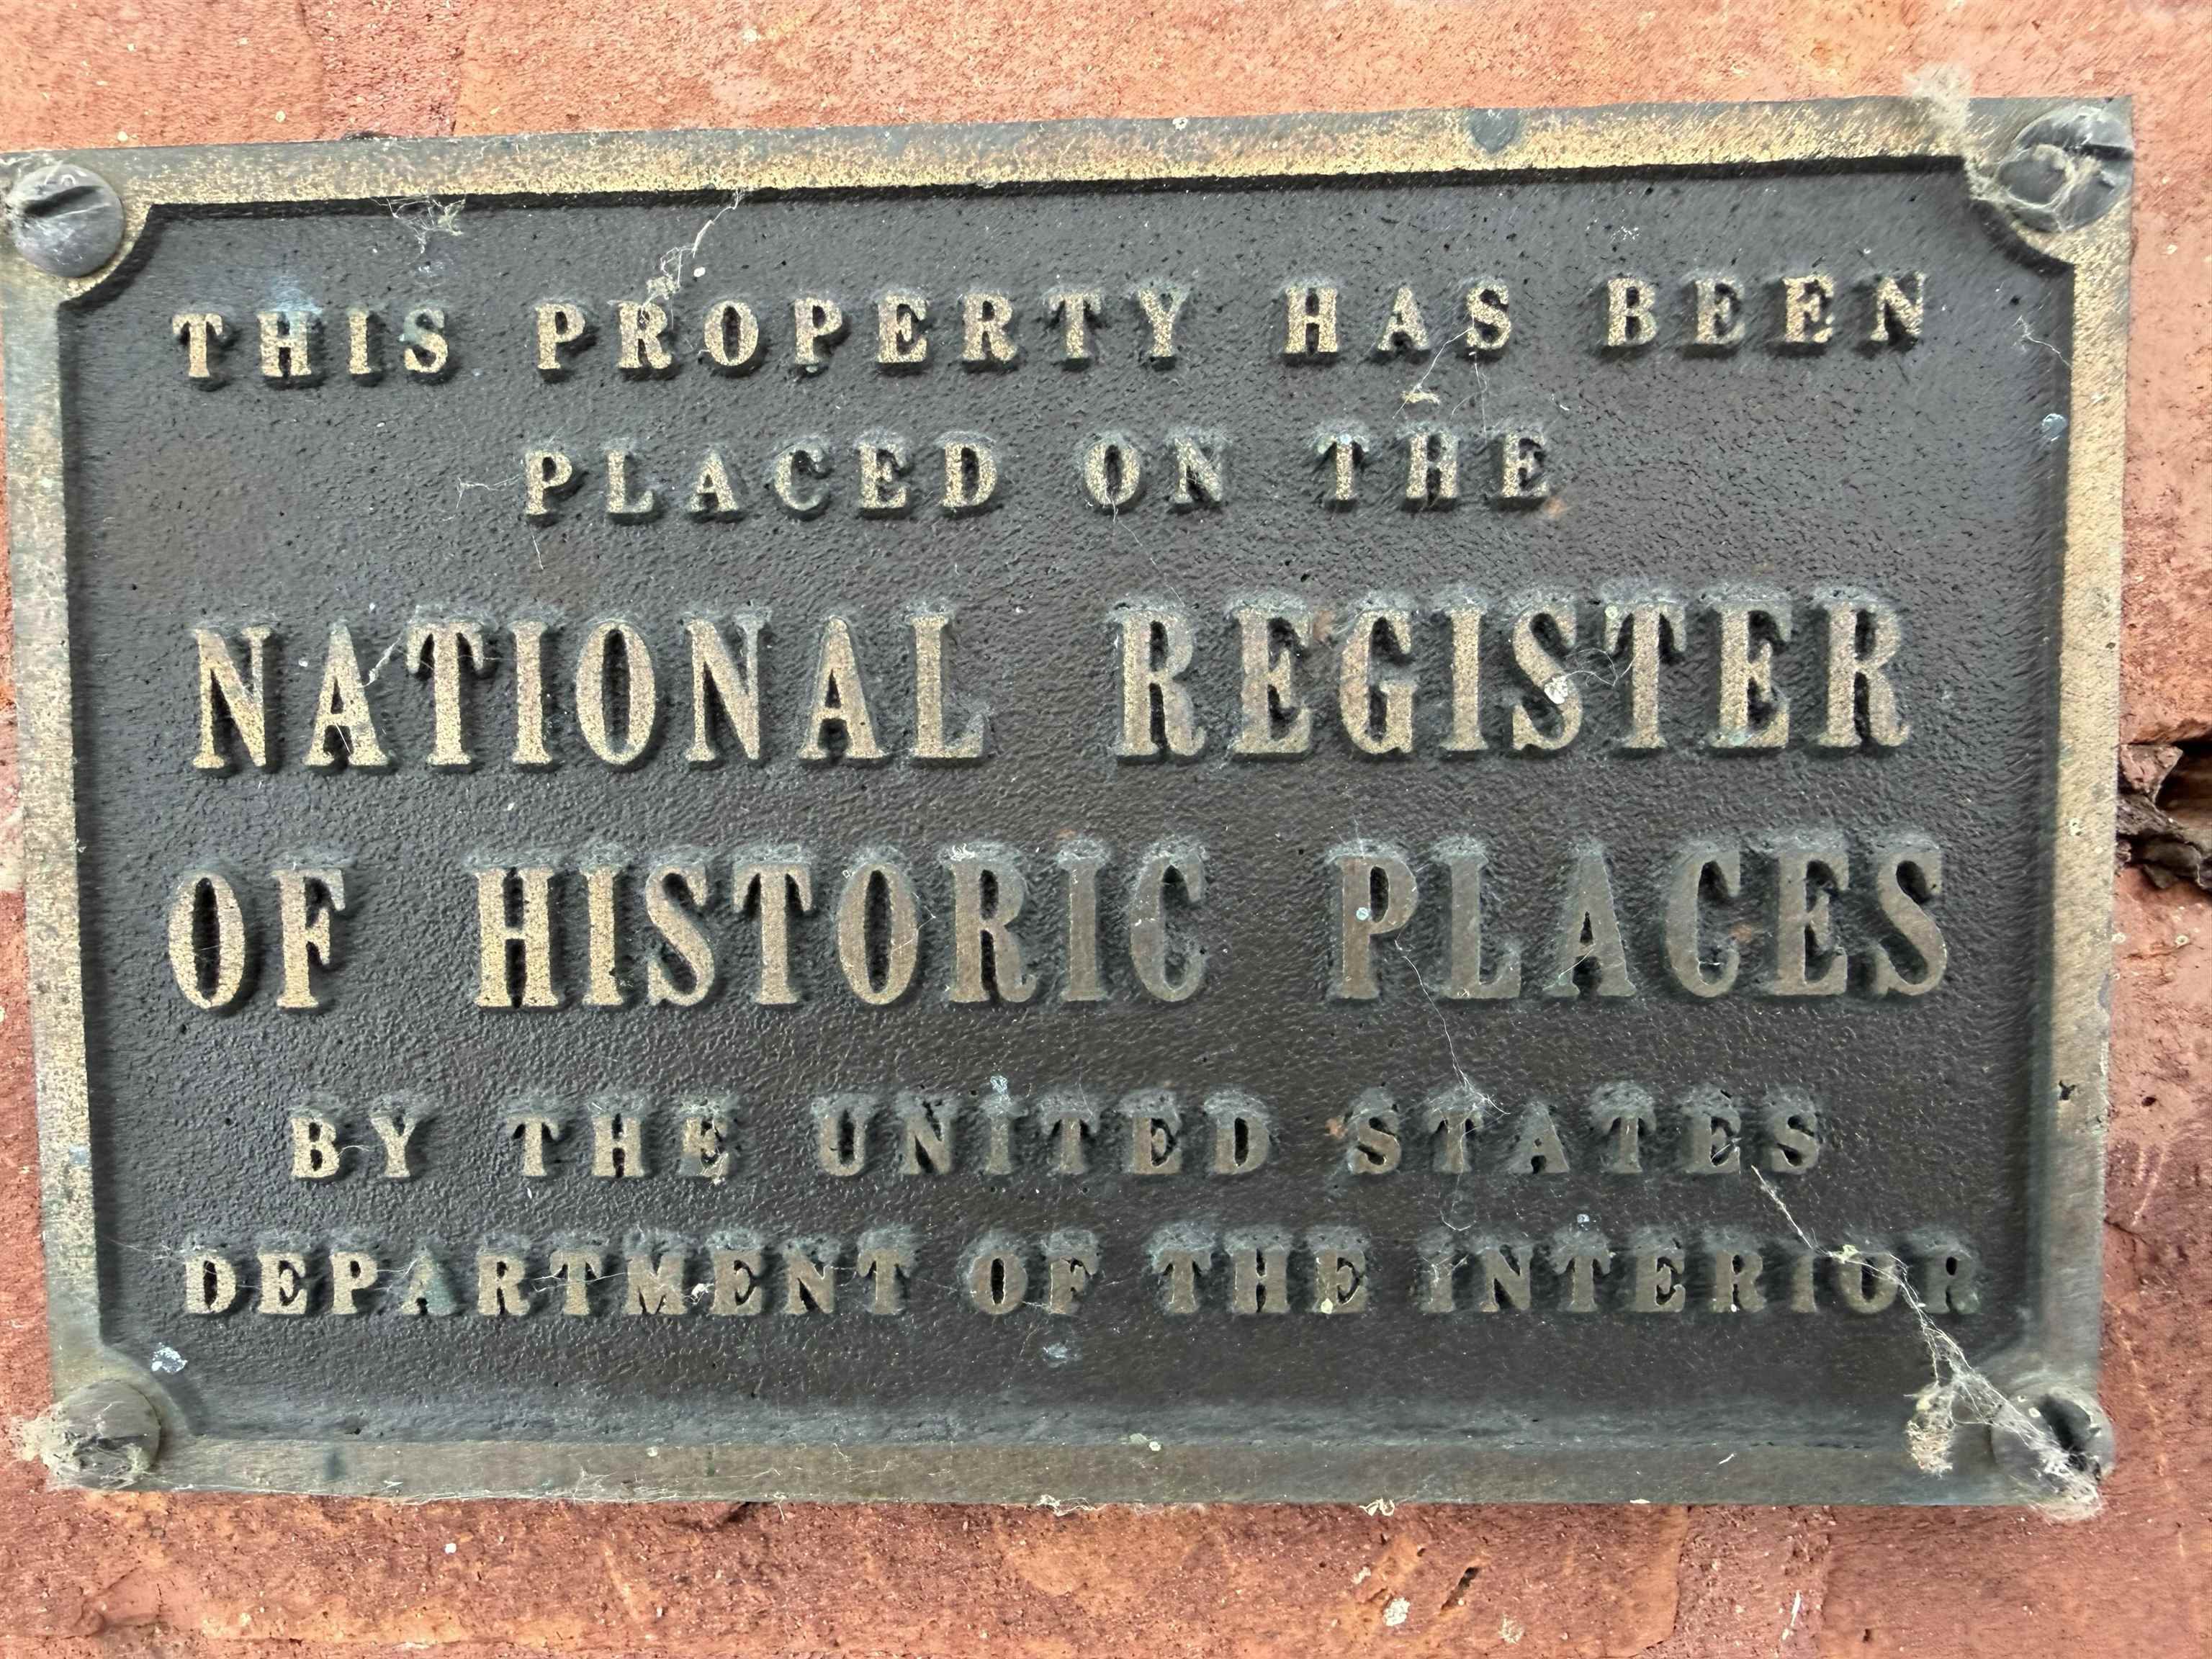 THIS PROPERTY HAS BEEN
PLACED ON THE
NATIONAL REGISTER
OF HISTORIC PLACES
BY THE UNITED STATES
DEPARTMENT OF THE INTERIOR